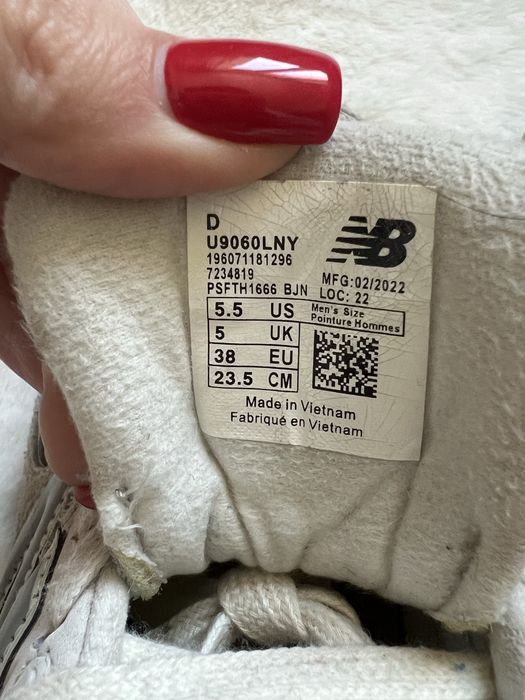 D
U9060LNY
196071181296
7234819
PSFTH1666 BJN
NB
MFG:02/2022
LOC: 22
5.5 US
5 UK
38 EU
23.5 CM
Men's Size
Pointure Hommes
Made in Vietnam
Fabriqué en Vietnam